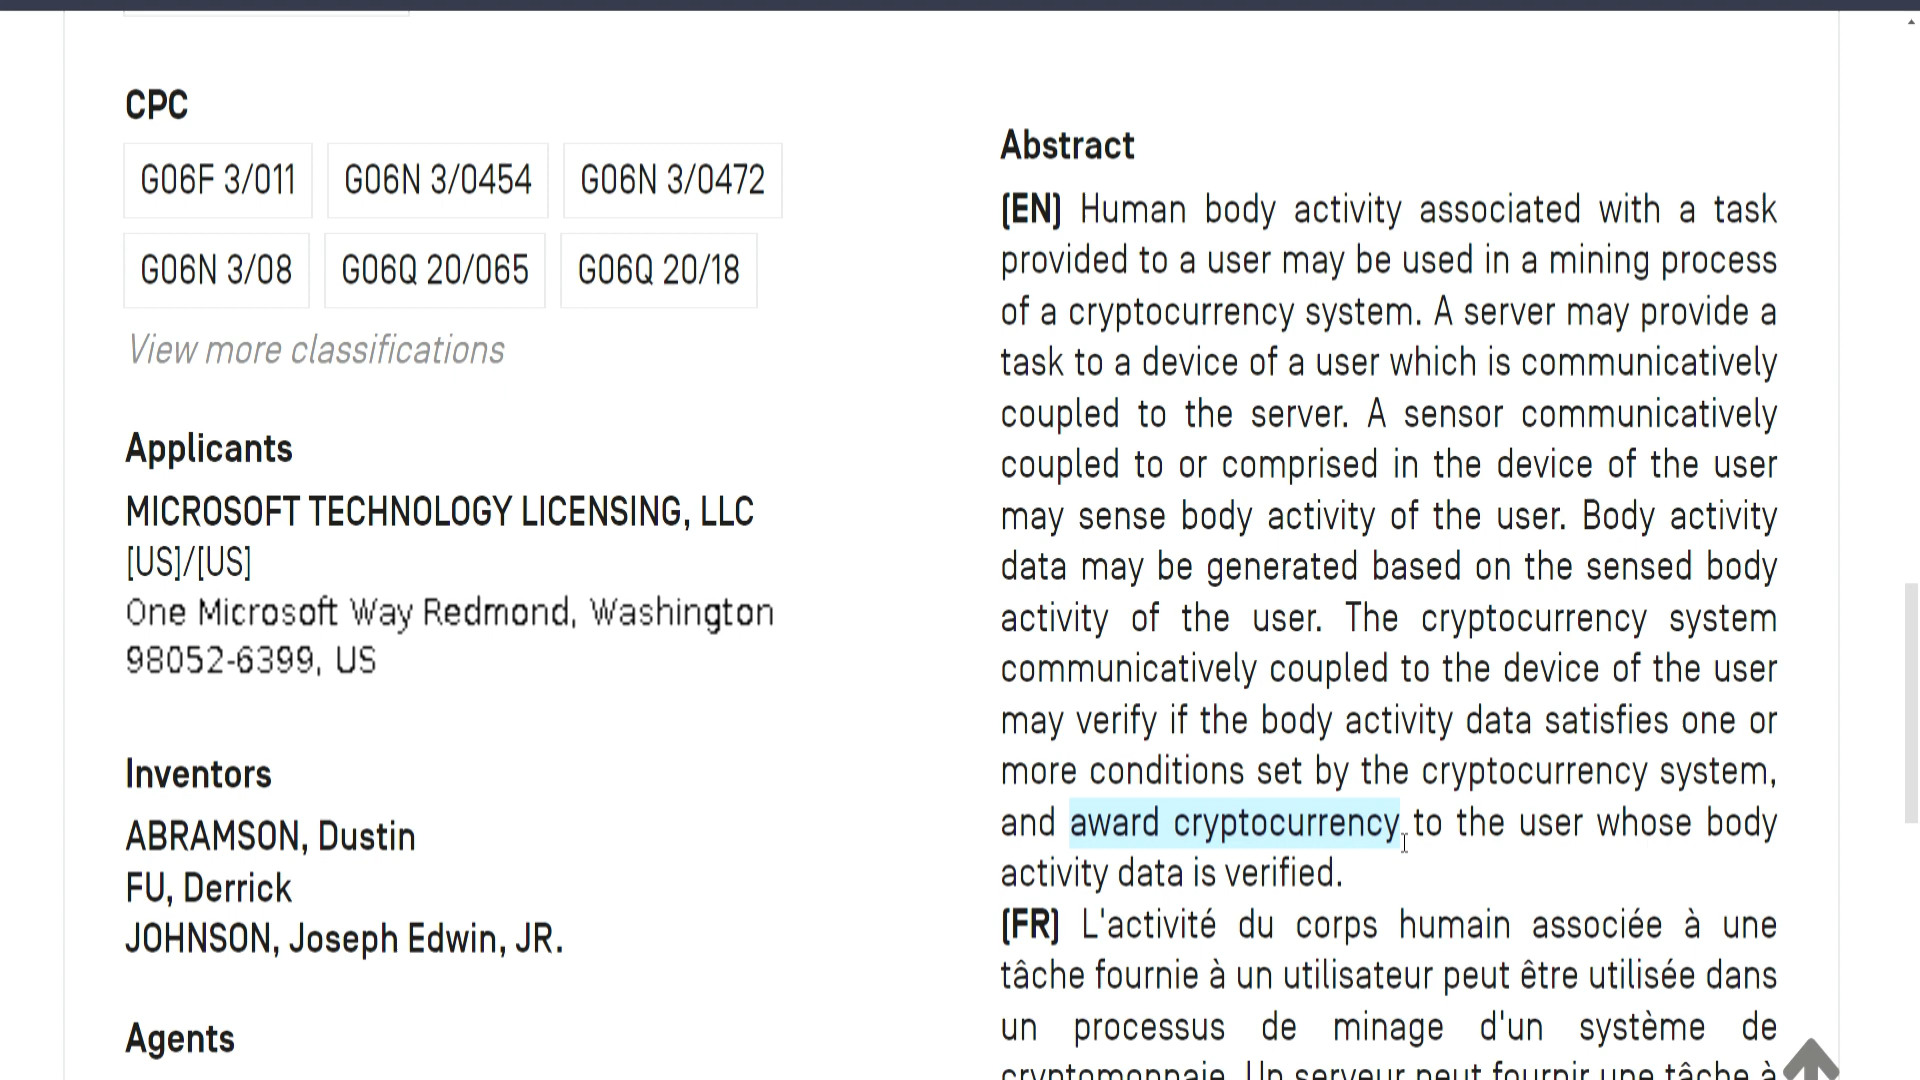 CPC
G06F 3/011 G06N 3/0454 G06N 3/0472
G06N 3/08 G06Q 20/065 G06Q 20/18
View more classifications
Applicants
MICROSOFT TECHNOLOGY LICENSING, LLC
[US]/[US]
One Microsoft Way Redmond, Washington
98052-6399, US
Inventors
ABRAMSON, Dustin
FU, Derrick
JOHNSON, Joseph Edwin, JR.
Agents
Abstract
(EN) Human body activity associated with a task
provided to a user may be used in a mining process
of a cryptocurrency system. A server may provide a
task to a device of a user which is communicatively
coupled to the server. A sensor communicatively
coupled to or comprised in the device of the user
may sense body activity of the user. Body activity
data may be generated based on the sensed body
activity of the user. The cryptocurrency system
communicatively coupled to the device of the user
may verify if the body activity data satisfies one or
more conditions set by the cryptocurrency system,
and award cryptocurrency to the user whose body
activity data is verified.
(FR) L'activité du corps humain associée à une
tâche fournie à un utilisateur peut être utilisée dans
un processus de minage d'un système de
cryptomonnaie. Un serveur peut fournir une tâche à